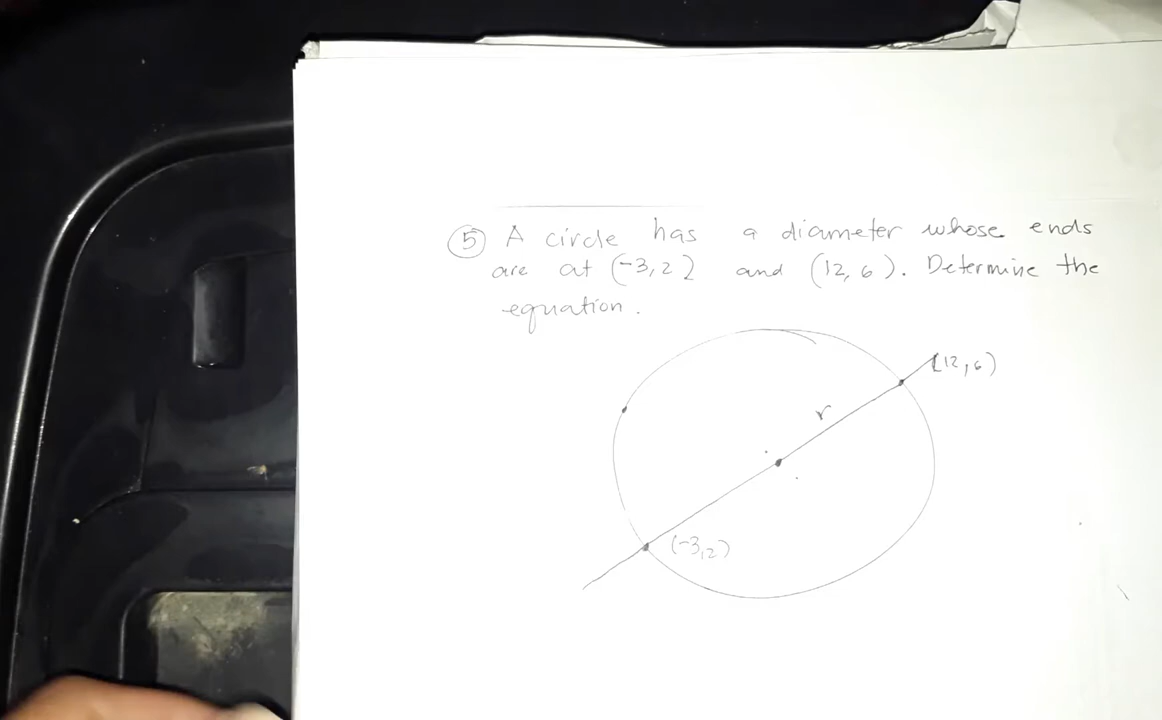 ⑤ A circle has a diameter whose ends
are at (-3,2) and (12,6). Determine the
equation.
(12,6)
r
(-3,2)